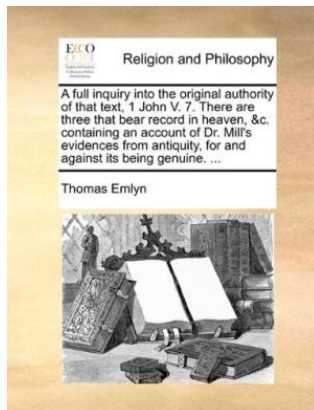 ECCO
Religion and Philosophy
A full inquiry into the original authority
of that text, 1 John V. 7. There are
three that bear record in heaven, &c.
containing an account of Dr. Mill's
evidences from antiquity, for and
against its being genuine. ...
Thomas Emlyn